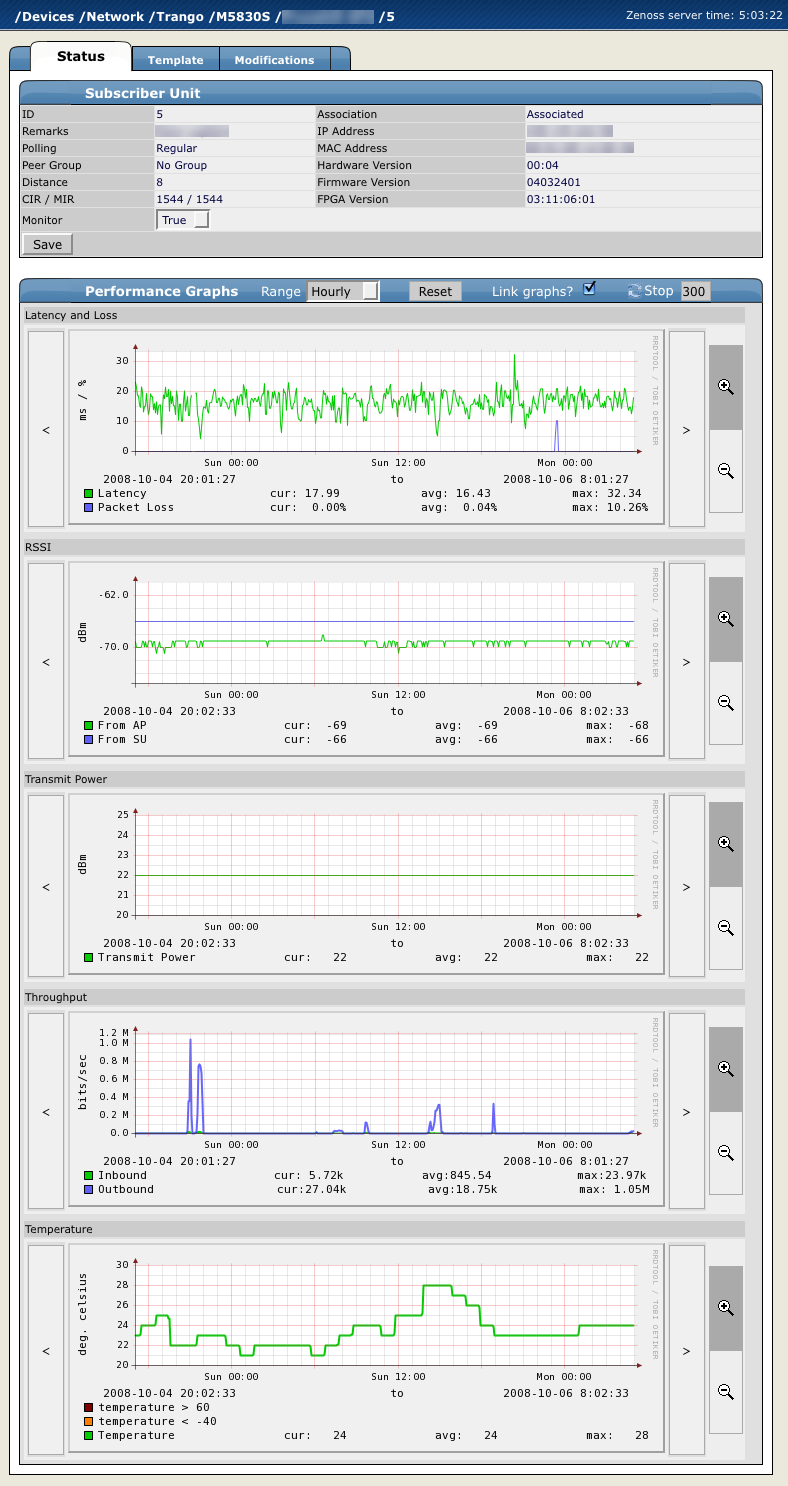 /Devices /Network /Trango /M5830S / /5
Zenoss server time: 5:03:22
Status
Template
Modifications
Subscriber Unit
ID 5 Association Associated
Remarks IP Address
Polling Regular MAC Address
Peer Group No Group Hardware Version 00:04
Distance 8 Firmware Version 04032401
CIR / MIR 1544 / 1544 FPGA Version 03:11:06:01
Monitor True
Save
Performance Graphs Range Hourly Reset Link graphs? Stop 300
Latency and Loss
<
>
ms / %
30
20
10
0
Sun 00:00 Sun 12:00 Mon 00:00
2008-10-04 20:01:27 to 2008-10-06 8:01:27
Latency cur: 17.99 avg: 16.43 max: 32.34
Packet Loss cur: 0.00% avg: 0.04% max: 10.26%
RRDTOOL / TOBI OETIKER
RSSI
<
>
dBm
-62.0
-70.0
Sun 00:00 Sun 12:00 Mon 00:00
2008-10-04 20:02:33 to 2008-10-06 8:02:33
From AP cur: -69 avg: -69 max: -68
From SU cur: -66 avg: -66 max: -66
RRDTOOL / TOBI OETIKER
Transmit Power
<
>
dBm
25
24
23
22
21
20
Sun 00:00 Sun 12:00 Mon 00:00
2008-10-04 20:02:33 to 2008-10-06 8:02:33
Transmit Power cur: 22 avg: 22 max: 22
RRDTOOL / TOBI OETIKER
Throughput
<
>
bits/sec
1.2 M
1.0 M
0.8 M
0.6 M
0.4 M
0.2 M
0.0
Sun 00:00 Sun 12:00 Mon 00:00
2008-10-04 20:01:27 to 2008-10-06 8:01:27
Inbound cur: 5.72k avg:845.54 max:23.97k
Outbound cur:27.04k avg:18.75k max: 1.05M
RRDTOOL / TOBI OETIKER
Temperature
<
>
deg. celsius
30
28
26
24
22
20
Sun 00:00 Sun 12:00 Mon 00:00
2008-10-04 20:02:33 to 2008-10-06 8:02:33
temperature > 60
temperature < -40
Temperature cur: 24 avg: 24 max: 28
RRDTOOL / TOBI OETIKER